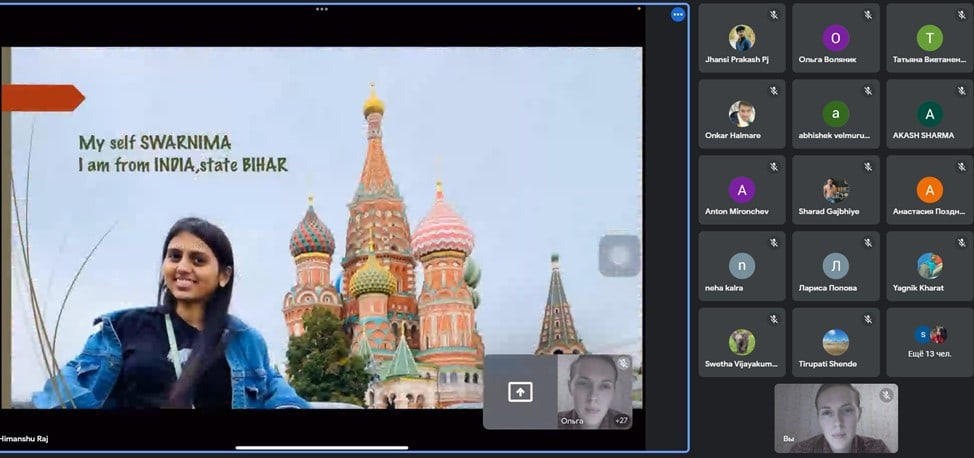 My self SWARNIMA
I am from INDIA,state BIHAR
Himanshu Raj
Ольга
+27
Jhansi Prakash Pj
Ольга Воляник
Татьяна Вивтанен...
Onkar Halmare
abhishek velmuru...
AKASH SHARMA
Anton Mironchev
Sharad Gajbhiye
Анастасия Поздн...
neha kalra
Лариса Попова
Yagnik Kharat
Swetha Vijayakum...
Tirupati Shende
Ещё 13 чел.
Вы
О
Т
a
A
A
A
n
Л
s